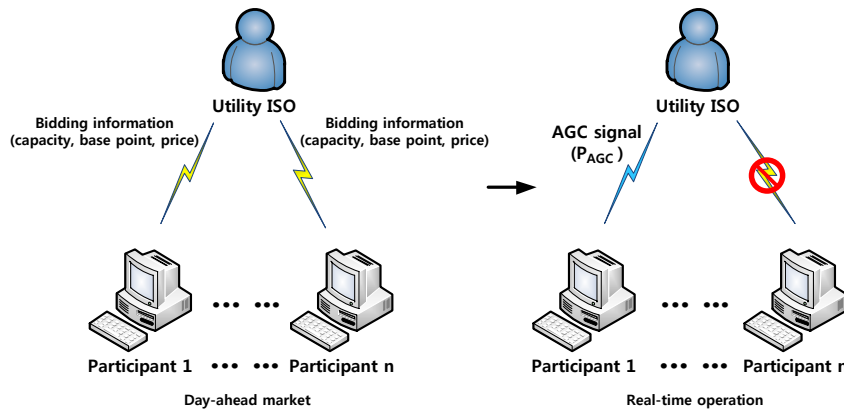 Utility ISO
Utility ISO
Bidding information
(capacity, base point, price)
Bidding information
(capacity, base point, price)
AGC signal
(PAGC )
Participant 1
... ...
... ...
Participant n
Participant 1
... ...
... ...
Participant n
Day-ahead market
Real-time operation